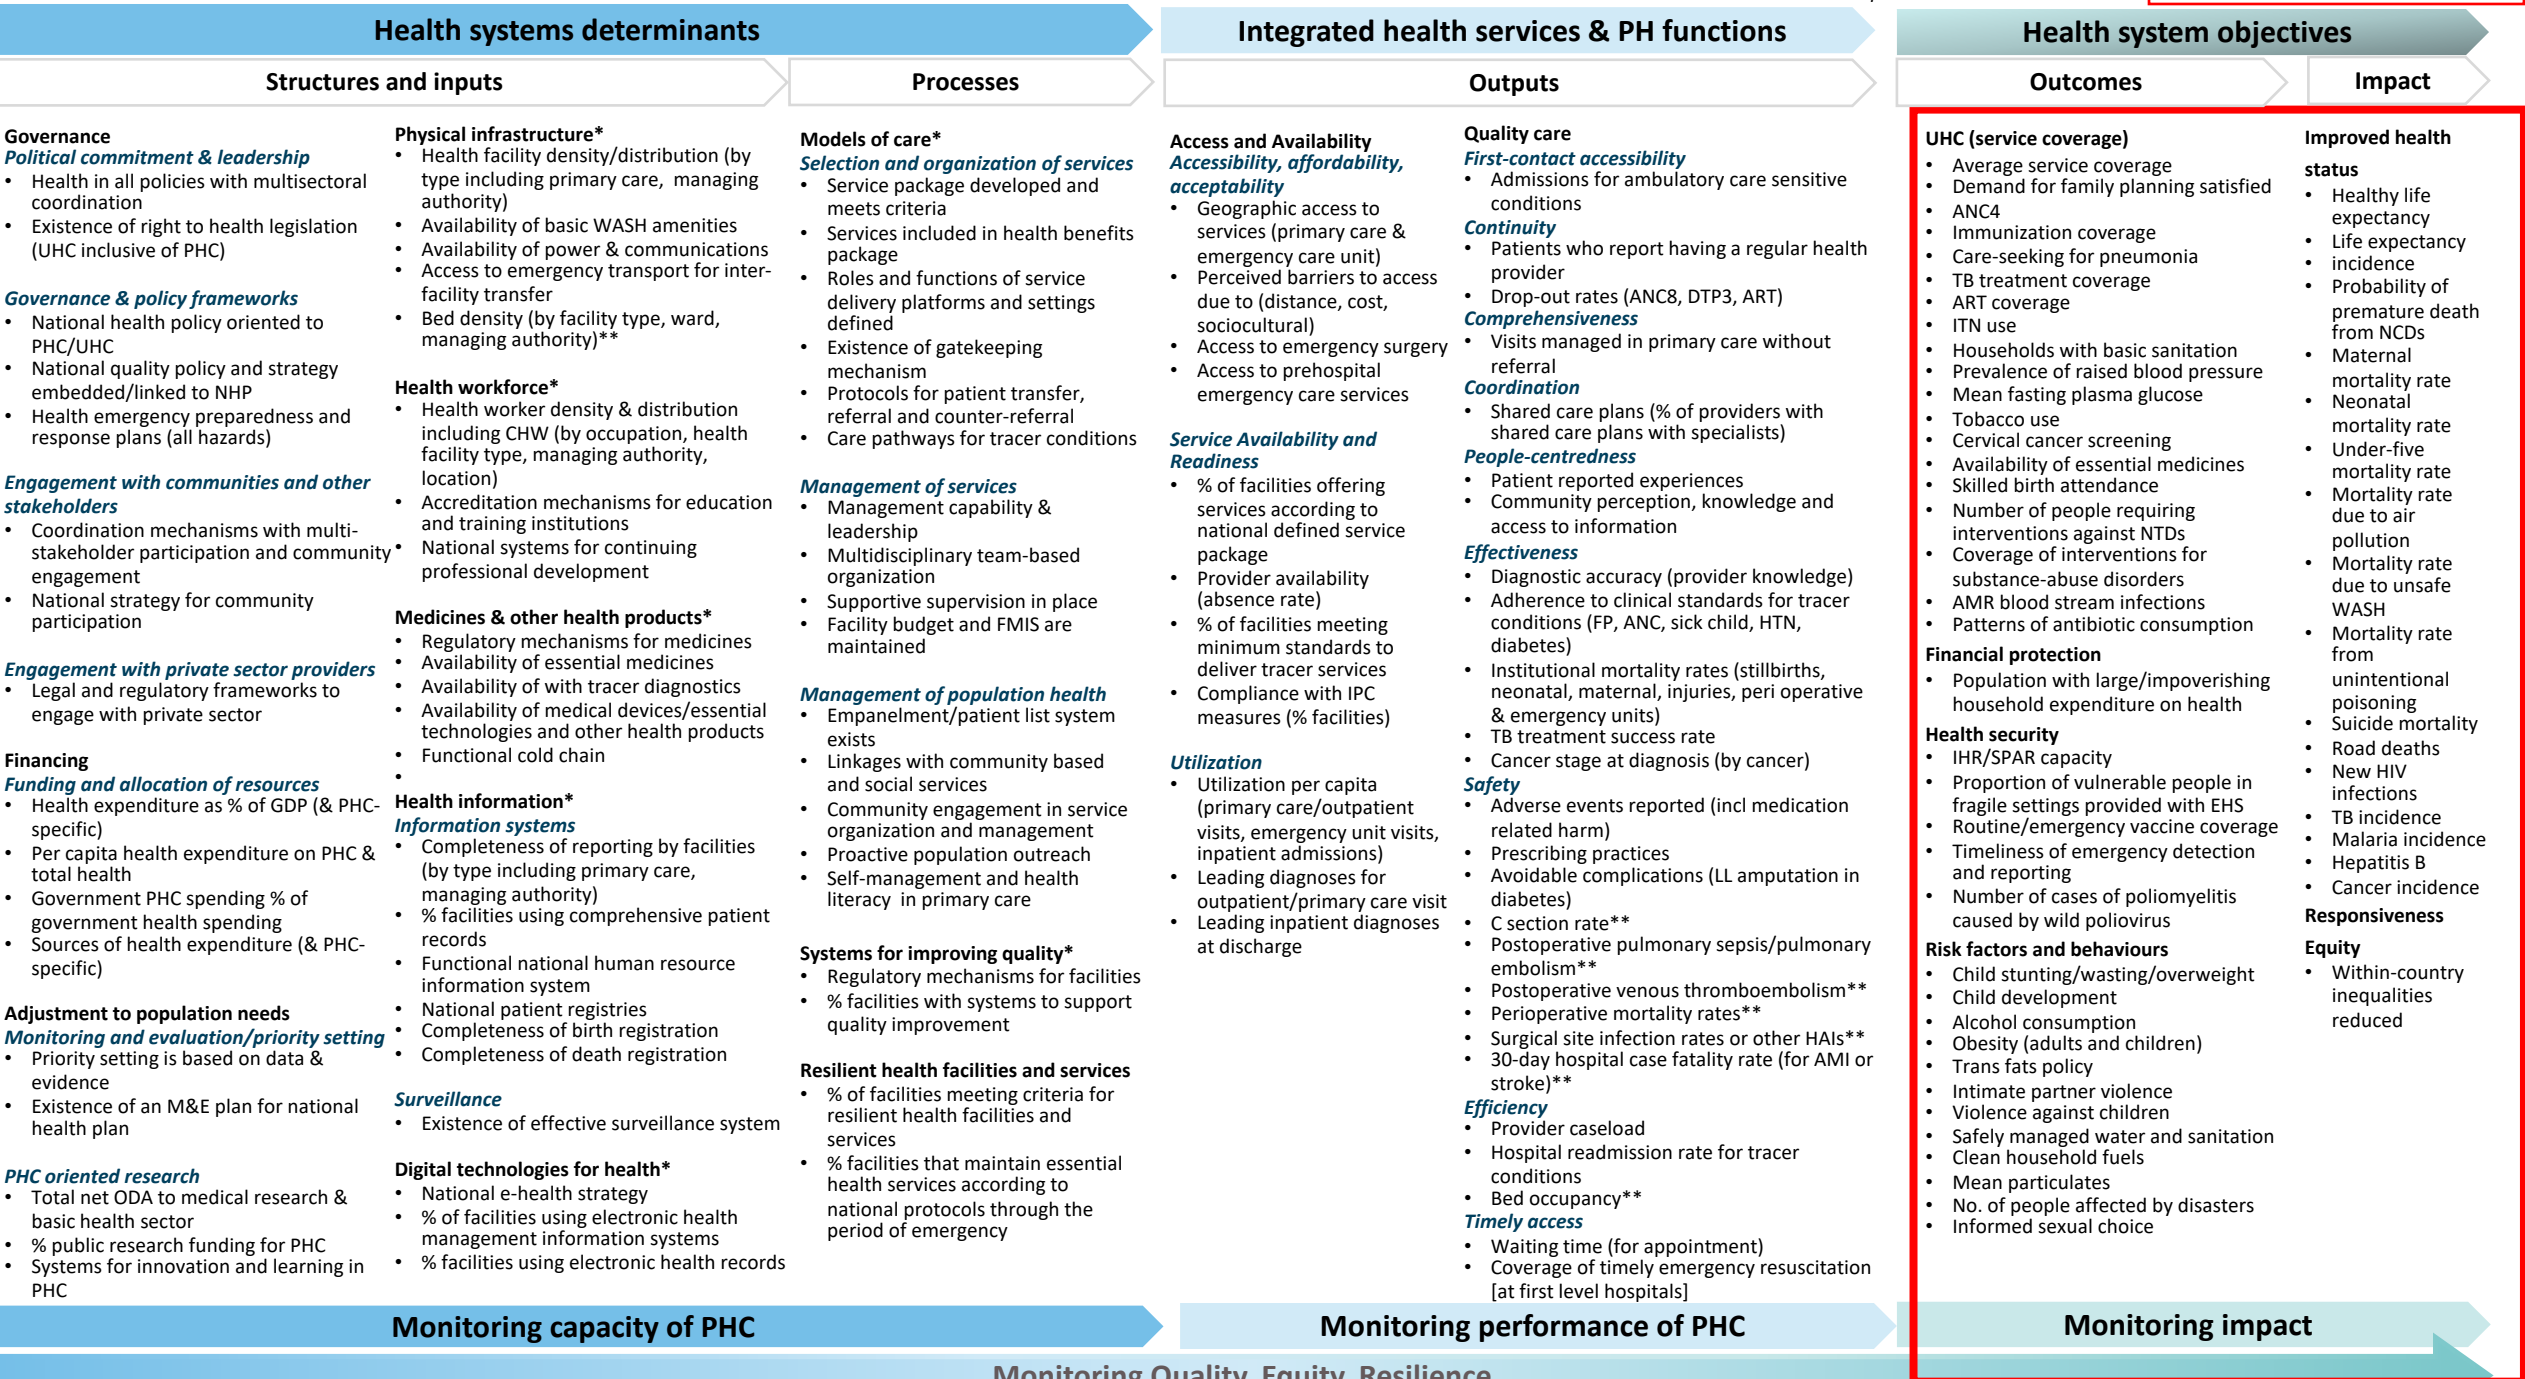 Health systems determinants
Integrated health services & PH functions
Health system objectives
Structures and inputs
Processes
Outputs
Outcomes
Impact
Governance
Political commitment & leadership
• Health in all policies with multisectoral
coordination
• Existence of right to health legislation
(UHC inclusive of PHC)
Governance & policy frameworks
• National health policy oriented to
PHC/UHC
• National quality policy and strategy
embedded/linked to NHP
• Health emergency preparedness and
response plans (all hazards)
Engagement with communities and other
stakeholders
• Coordination mechanisms with multi-
stakeholder participation and community
engagement
• National strategy for community
participation
Engagement with private sector providers
• Legal and regulatory frameworks to
engage with private sector
Financing
Funding and allocation of resources
• Health expenditure as % of GDP (& PHC-
specific)
• Per capita health expenditure on PHC &
total health
• Government PHC spending % of
government health spending
• Sources of health expenditure (& PHC-
specific)
Adjustment to population needs
Monitoring and evaluation/priority setting
• Priority setting is based on data &
evidence
• Existence of an M&E plan for national
health plan
PHC oriented research
• Total net ODA to medical research &
basic health sector
• % public research funding for PHC
• Systems for innovation and learning in
PHC
Physical infrastructure*
• Health facility density/distribution (by
type including primary care, managing
authority)
• Availability of basic WASH amenities
• Availability of power & communications
• Access to emergency transport for inter-
facility transfer
• Bed density (by facility type, ward,
managing authority)**
Health workforce*
• Health worker density & distribution
including CHW (by occupation, health
facility type, managing authority,
location)
• Accreditation mechanisms for education
and training institutions
• National systems for continuing
professional development
Medicines & other health products*
• Regulatory mechanisms for medicines
• Availability of essential medicines
• Availability of with tracer diagnostics
• Availability of medical devices/essential
technologies and other health products
• Functional cold chain
•
Health information*
Information systems
• Completeness of reporting by facilities
(by type including primary care,
managing authority)
• % facilities using comprehensive patient
records
• Functional national human resource
information system
• National patient registries
• Completeness of birth registration
• Completeness of death registration
Surveillance
• Existence of effective surveillance system
Digital technologies for health*
• National e-health strategy
• % of facilities using electronic health
management information systems
• % facilities using electronic health records
Models of care*
Selection and organization of services
• Service package developed and
meets criteria
• Services included in health benefits
package
• Roles and functions of service
delivery platforms and settings
defined
• Existence of gatekeeping
mechanism
• Protocols for patient transfer,
referral and counter-referral
• Care pathways for tracer conditions
Management of services
• Management capability &
leadership
• Multidisciplinary team-based
organization
• Supportive supervision in place
• Facility budget and FMIS are
maintained
Management of population health
• Empanelment/patient list system
exists
• Linkages with community based
and social services
• Community engagement in service
organization and management
• Proactive population outreach
• Self-management and health
literacy in primary care
Systems for improving quality*
• Regulatory mechanisms for facilities
• % facilities with systems to support
quality improvement
Resilient health facilities and services
• % of facilities meeting criteria for
resilient health facilities and
services
• % facilities that maintain essential
health services according to
national protocols through the
period of emergency
Access and Availability
Accessibility, affordability,
acceptability
• Geographic access to
services (primary care &
emergency care unit)
• Perceived barriers to access
due to (distance, cost,
sociocultural)
• Access to emergency surgery
• Access to prehospital
emergency care services
Service Availability and
Readiness
• % of facilities offering
services according to
national defined service
package
• Provider availability
(absence rate)
• % of facilities meeting
minimum standards to
deliver tracer services
• Compliance with IPC
measures (% facilities)
Utilization
• Utilization per capita
(primary care/outpatient
visits, emergency unit visits,
inpatient admissions)
• Leading diagnoses for
outpatient/primary care visit
• Leading inpatient diagnoses
at discharge
Quality care
First-contact accessibility
• Admissions for ambulatory care sensitive
conditions
Continuity
• Patients who report having a regular health
provider
• Drop-out rates (ANC8, DTP3, ART)
Comprehensiveness
• Visits managed in primary care without
referral
Coordination
• Shared care plans (% of providers with
shared care plans with specialists)
People-centredness
• Patient reported experiences
• Community perception, knowledge and
access to information
Effectiveness
• Diagnostic accuracy (provider knowledge)
• Adherence to clinical standards for tracer
conditions (FP, ANC, sick child, HTN,
diabetes)
• Institutional mortality rates (stillbirths,
neonatal, maternal, injuries, peri operative
& emergency units)
• TB treatment success rate
• Cancer stage at diagnosis (by cancer)
Safety
• Adverse events reported (incl medication
related harm)
• Prescribing practices
• Avoidable complications (LL amputation in
diabetes)
• C section rate**
• Postoperative pulmonary sepsis/pulmonary
embolism**
• Postoperative venous thromboembolism**
• Perioperative mortality rates**
• Surgical site infection rates or other HAIs**
• 30-day hospital case fatality rate (for AMI or
stroke)**
Efficiency
• Provider caseload
• Hospital readmission rate for tracer
conditions
• Bed occupancy**
Timely access
• Waiting time (for appointment)
• Coverage of timely emergency resuscitation
[at first level hospitals]
UHC (service coverage)
• Average service coverage
• Demand for family planning satisfied
• ANC4
• Immunization coverage
• Care-seeking for pneumonia
• TB treatment coverage
• ART coverage
• ITN use
• Households with basic sanitation
• Prevalence of raised blood pressure
• Mean fasting plasma glucose
• Tobacco use
• Cervical cancer screening
• Availability of essential medicines
• Skilled birth attendance
• Number of people requiring
interventions against NTDs
• Coverage of interventions for
substance-abuse disorders
• AMR blood stream infections
• Patterns of antibiotic consumption
Financial protection
• Population with large/impoverishing
household expenditure on health
Health security
• IHR/SPAR capacity
• Proportion of vulnerable people in
fragile settings provided with EHS
• Routine/emergency vaccine coverage
• Timeliness of emergency detection
and reporting
• Number of cases of poliomyelitis
caused by wild poliovirus
Risk factors and behaviours
• Child stunting/wasting/overweight
• Child development
• Alcohol consumption
• Obesity (adults and children)
• Trans fats policy
• Intimate partner violence
• Violence against children
• Safely managed water and sanitation
• Clean household fuels
• Mean particulates
• No. of people affected by disasters
• Informed sexual choice
Improved health
status
• Healthy life
expectancy
• Life expectancy
• incidence
• Probability of
premature death
from NCDs
• Maternal
mortality rate
• Neonatal
mortality rate
• Under-five
mortality rate
• Mortality rate
due to air
pollution
• Mortality rate
due to unsafe
WASH
• Mortality rate
from
unintentional
poisoning
• Suicide mortality
• Road deaths
• New HIV
infections
• TB incidence
• Malaria incidence
• Hepatitis B
• Cancer incidence
Responsiveness
Equity
• Within-country
inequalities
reduced
Monitoring capacity of PHC
Monitoring performance of PHC
Monitoring impact
Monitoring Quality, Equity, Resilience